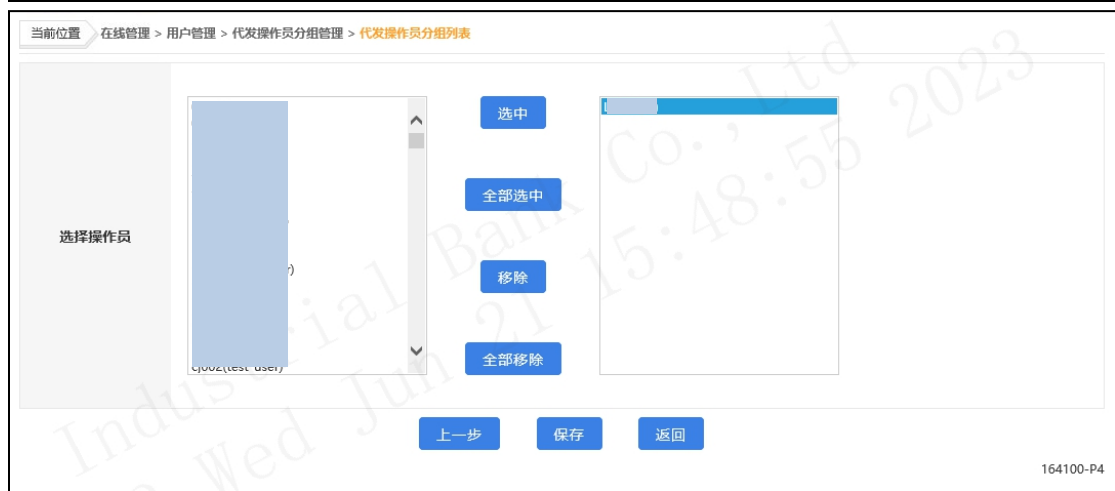 当前位置 在线管理 > 用户管理 > 代发操作员分组管理 > 代发操作员分组列表
选中
全部选中
选择操作员
移除
全部移除
cj002(test user)
上一步 保存 返回
164100-P4
Industrial Bank Co.,Ltd
Wed Jun 21 15:48:55 2023